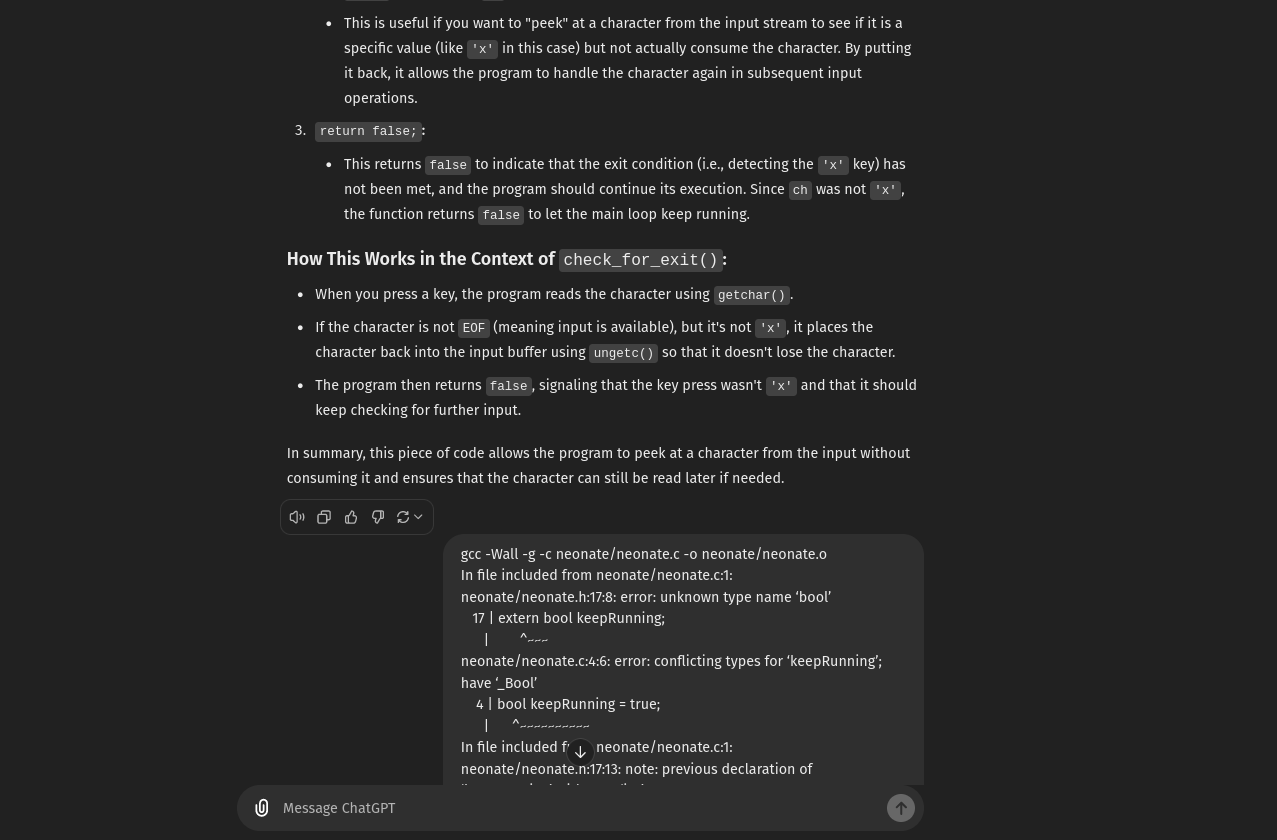 This is useful if you want to "peek" at a character from the input stream to see if it is a
specific value (like 'x' in this case) but not actually consume the character. By putting
it back, it allows the program to handle the character again in subsequent input
operations.
3. return false;:
This returns false to indicate that the exit condition (i.e., detecting the 'x' key) has
not been met, and the program should continue its execution. Since ch was not 'x',
the function returns false to let the main loop keep running.
How This Works in the Context of check_for_exit():
When you press a key, the program reads the character using getchar().
If the character is not EOF (meaning input is available), but it's not 'x', it places the
character back into the input buffer using ungetc() so that it doesn't lose the character.
The program then returns false, signaling that the key press wasn't 'x' and that it should
keep checking for further input.
In summary, this piece of code allows the program to peek at a character from the input without
consuming it and ensures that the character can still be read later if needed.
gcc -Wall -g -c neonate/neonate.c -o neonate/neonate.o
In file included from neonate/neonate.c:1:
neonate/neonate.h:17:8: error: unknown type name ‘bool’
17 | extern bool keepRunning;
| ^~~~
neonate/neonate.c:4:6: error: conflicting types for ‘keepRunning’;
have ‘_Bool’
4 | bool keepRunning = true;
| ^~~~~~~~~~~
In file included neonate/neonate.c:1:
neonate/neonate.h:17:13: note: previous declaration of
Message ChatGPT